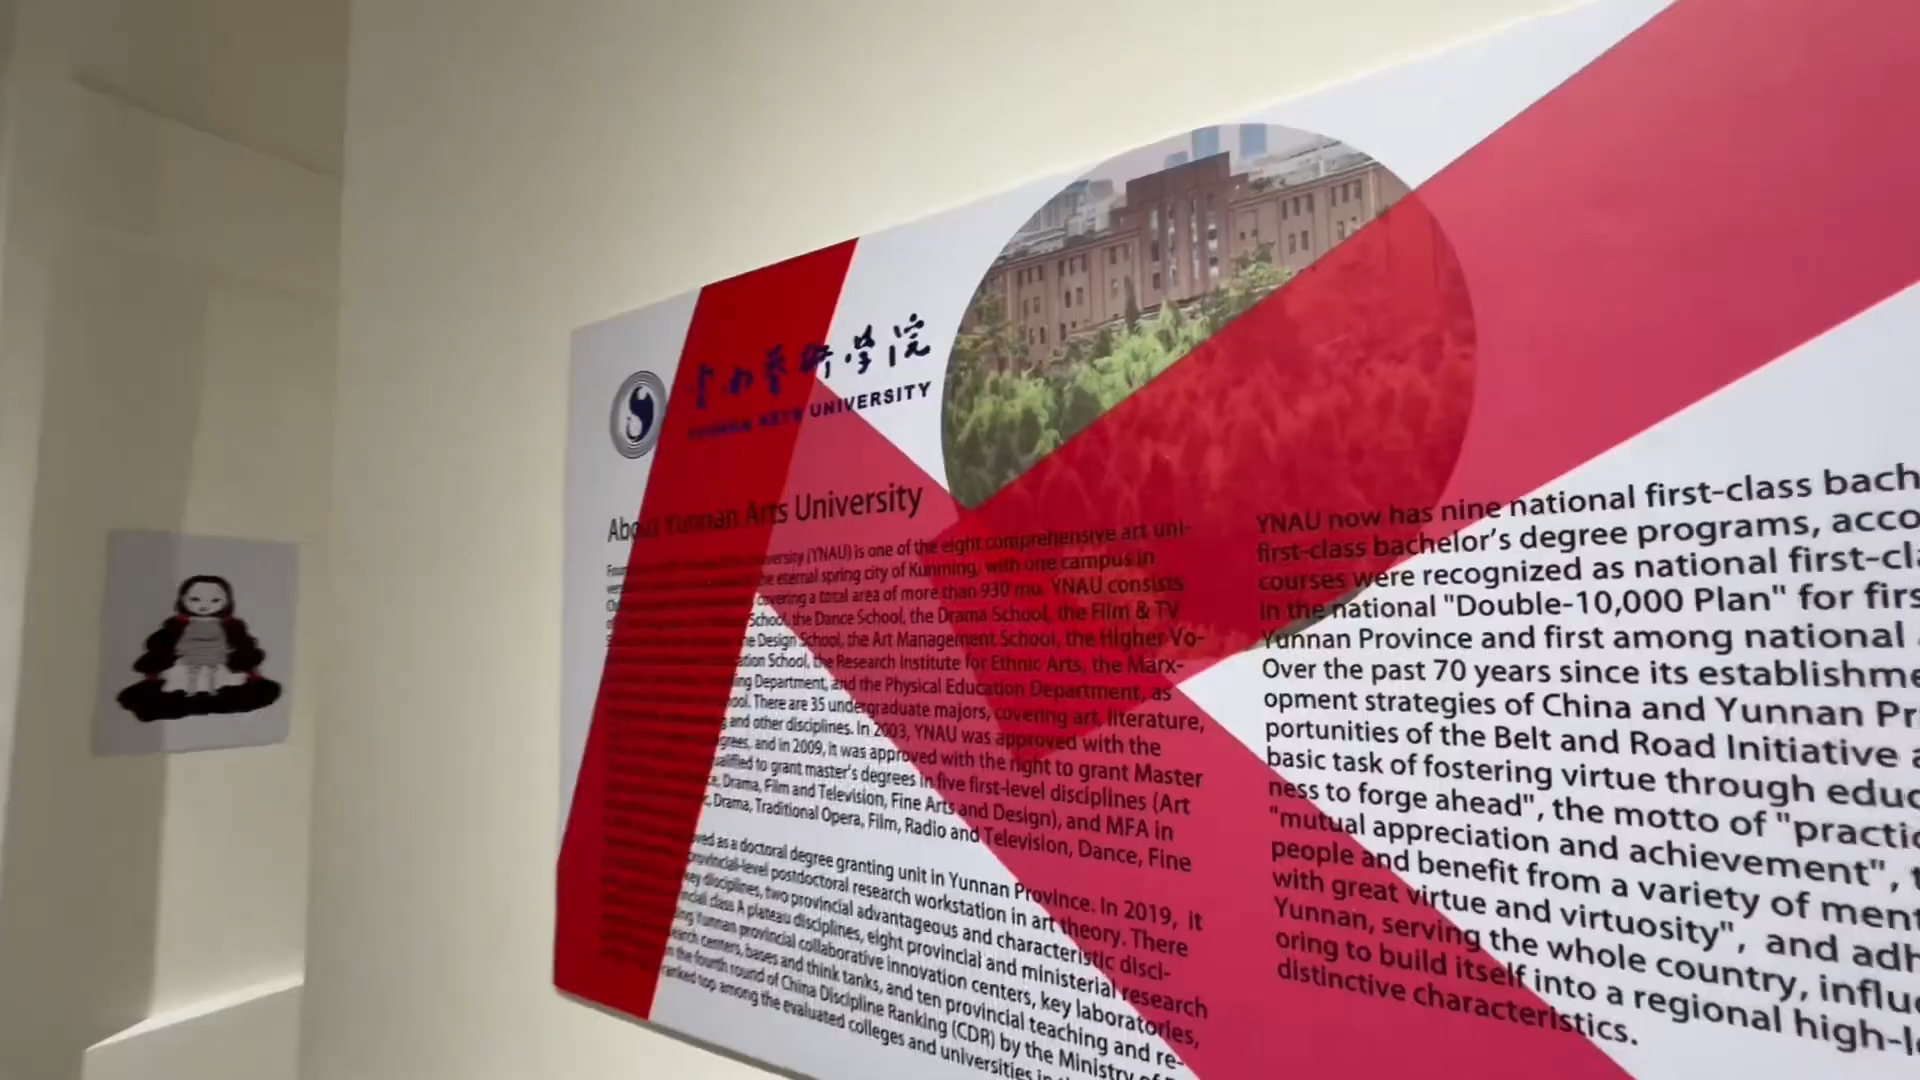 云南艺术学院
YUNNAN ARTS UNIVERSITY
About Yunnan Arts University
University (YNAU) is one of the eight comprehensive art uni-
the eternal spring city of Kunming, with one campus in
covering a total area of more than 930 mu. YNAU consists
School, the Dance School, the Drama School, the Film & TV
the Design School, the Art Management School, the Higher Vo-
School, the Research Institute for Ethnic Arts, the Marx-
Department, and the Physical Education Department, as
There are 35 undergraduate majors, covering art, literature,
and other disciplines. In 2003, YNAU was approved with the
and in 2009, it was approved with the right to grant Master
to grant master's degrees in five first-level disciplines (Art
Drama, Film and Television, Fine Arts and Design), and MFA in
Drama, Traditional Opera, Film, Radio and Television, Dance, Fine
as a doctoral degree granting unit in Yunnan Province. In 2019, it
provincial-level postdoctoral research workstation in art theory. There
key disciplines, two provincial advantageous and characteristic disci-
class A plateau disciplines, eight provincial and ministerial research
Yunnan provincial collaborative innovation centers, key laboratories,
centers, bases and think tanks, and ten provincial teaching and re-
the fourth round of China Discipline Ranking (CDR) by the Ministry of
ranked top among the evaluated colleges and universities in
YNAU now has nine national first-class bach
first-class bachelor's degree programs, acco
courses were recognized as national first-cla
in the national "Double-10,000 Plan" for firs
Yunnan Province and first among national
Over the past 70 years since its establishme
opment strategies of China and Yunnan Pr
portunities of the Belt and Road Initiative a
basic task of fostering virtue through educ
ness to forge ahead", the motto of "practic
"mutual appreciation and achievement", t
people and benefit from a variety of ment
with great virtue and virtuosity", and adh
Yunnan, serving the whole country, influe
oring to build itself into a regional high-le
distinctive characteristics.